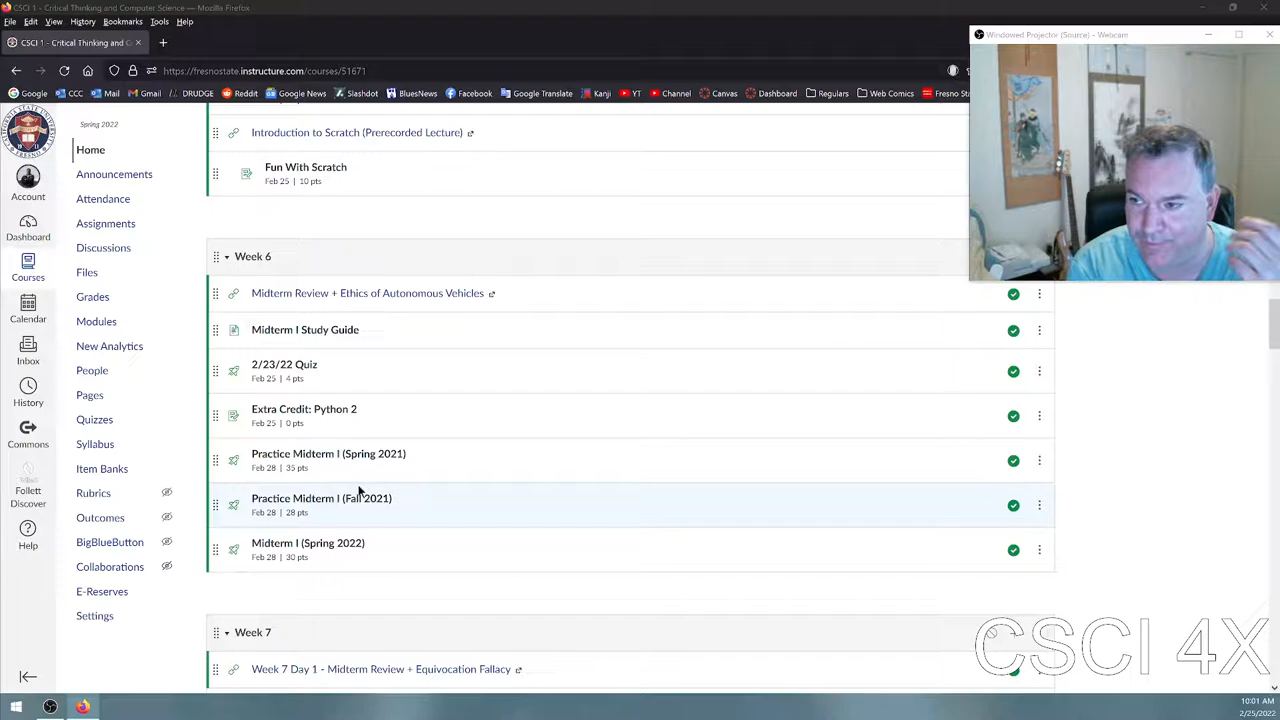 CSCI 1 - Critical Thinking and Computer Science — Mozilla Firefox
File Edit View History Bookmarks Tools Help
CSCI 1 - Critical Thinking and Co
Windowed Projector (Source) - Webcam
https://fresnostate.instructure.com/courses/51671
Google CCC Mail Gmail DRUDGE Reddit Google News Slashdot Facebook Google Translate Kanji YT Channel Canvas Dashboard Regulars Web Comics Fresno Sta
Spring 2022
Account
Dashboard
Courses
Calendar
Inbox
History
Commons
Follett
Discover
Help
Home
Announcements
Attendance
Assignments
Discussions
Files
Grades
Modules
New Analytics
People
Pages
Quizzes
Syllabus
Item Banks
Rubrics
Outcomes
BigBlueButton
Collaborations
E-Reserves
Settings
Introduction to Scratch (Prerecorded Lecture)
Fun With Scratch
Feb 25 | 10 pts
Week 6
Midterm Review + Ethics of Autonomous Vehicles
Midterm I Study Guide
2/23/22 Quiz
Feb 25 | 4 pts
Extra Credit: Python 2
Feb 25 | 0 pts
Practice Midterm I (Spring 2021)
Feb 28 | 35 pts
Practice Midterm I (Fall 2021)
Feb 28 | 28 pts
Midterm I (Spring 2022)
Feb 28 | 30 pts
Week 7
Week 7 Day 1 - Midterm Review + Equivocation Fallacy
CSCI 4X
10:01 AM
2/25/2022